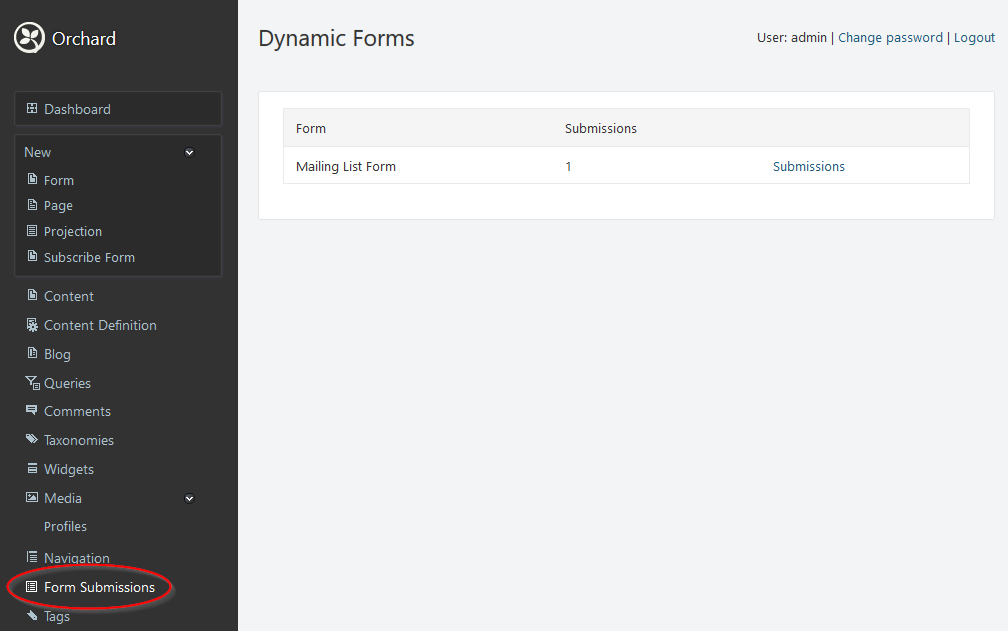 Orchard
Dashboard
New
Form
Page
Projection
Subscribe Form
Content
Content Definition
Blog
Queries
Comments
Taxonomies
Widgets
Media
Profiles
Navigation
Form Submissions
Tags
Dynamic Forms
User: admin | Change password | Logout
Form Submissions
Mailing List Form 1 Submissions